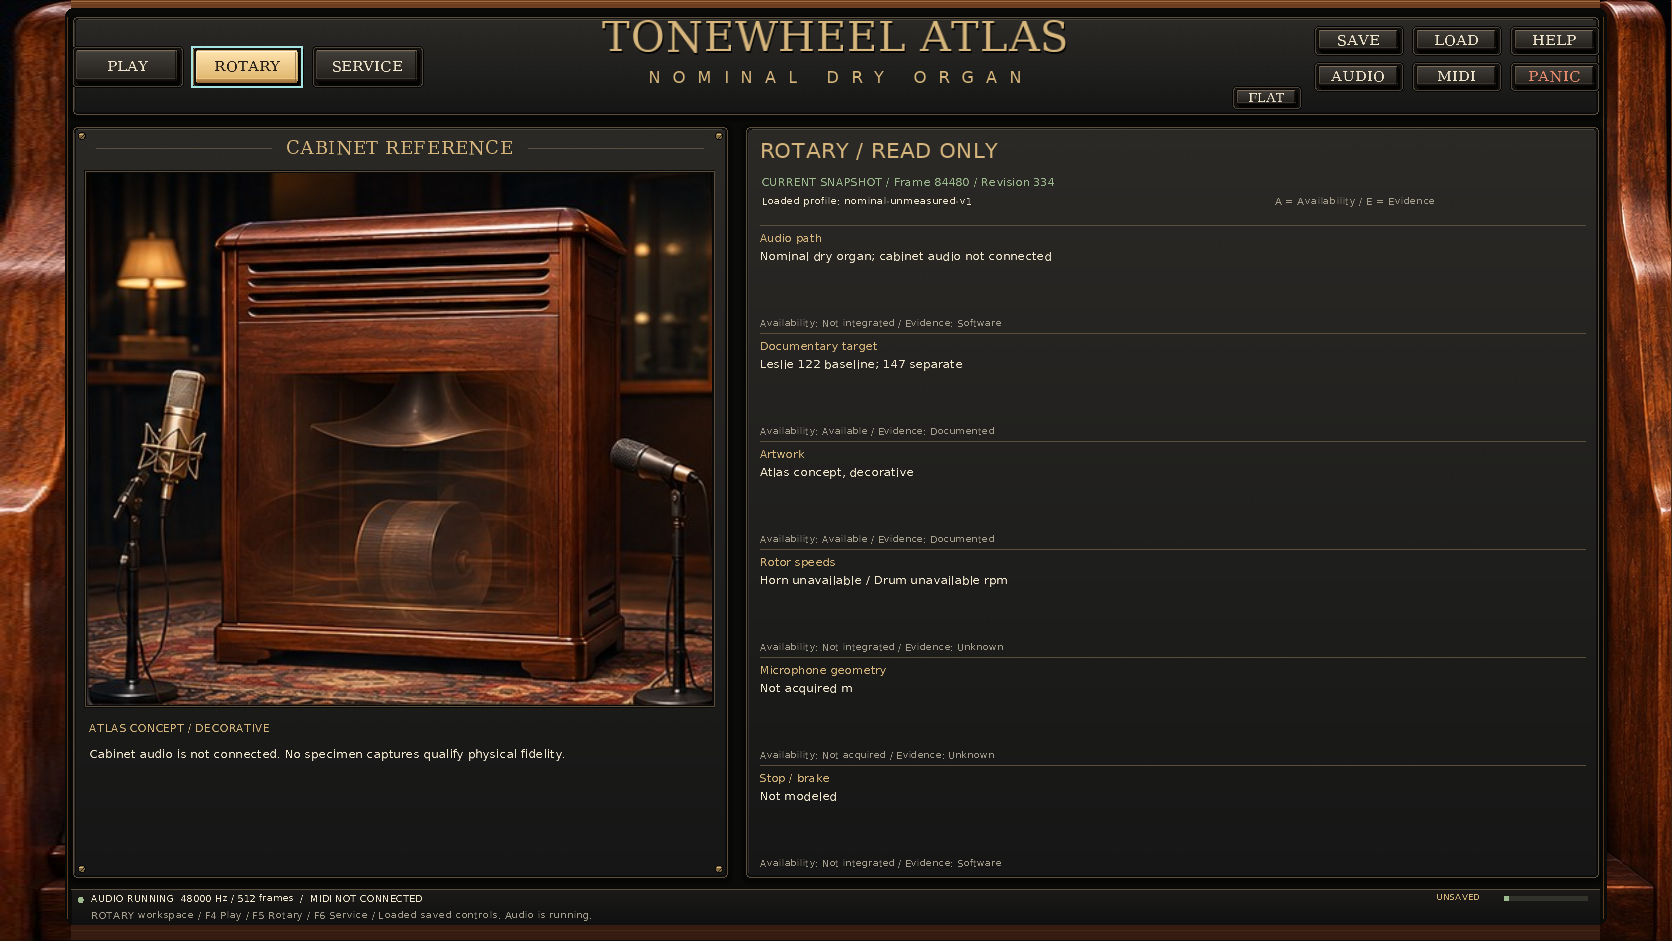 TONEWHEEL ATLAS
NOMINAL DRY ORGAN
PLAY
ROTARY
SERVICE
SAVE
LOAD
HELP
AUDIO
MIDI
PANIC
FLAT
CABINET REFERENCE
ATLAS CONCEPT / DECORATIVE
Cabinet audio is not connected. No specimen captures qualify physical fidelity.
ROTARY / READ ONLY
CURRENT SNAPSHOT / Frame 84480 / Revision 334
Loaded profile: nominal-unmeasured-v1
A = Availability / E = Evidence
Audio path
Nominal dry organ; cabinet audio not connected
Availability: Not integrated / Evidence: Software
Documentary target
Leslie 122 baseline; 147 separate
Availability: Available / Evidence: Documented
Artwork
Atlas concept, decorative
Availability: Available / Evidence: Documented
Rotor speeds
Horn unavailable / Drum unavailable rpm
Availability: Not integrated / Evidence: Unknown
Microphone geometry
Not acquired m
Availability: Not acquired / Evidence: Unknown
Stop / brake
Not modeled
Availability: Not integrated / Evidence: Software
AUDIO RUNNING 48000 Hz / 512 frames / MIDI NOT CONNECTED
UNSAVED
ROTARY workspace / F4 Play / F5 Rotary / F6 Service / Loaded saved controls. Audio is running.